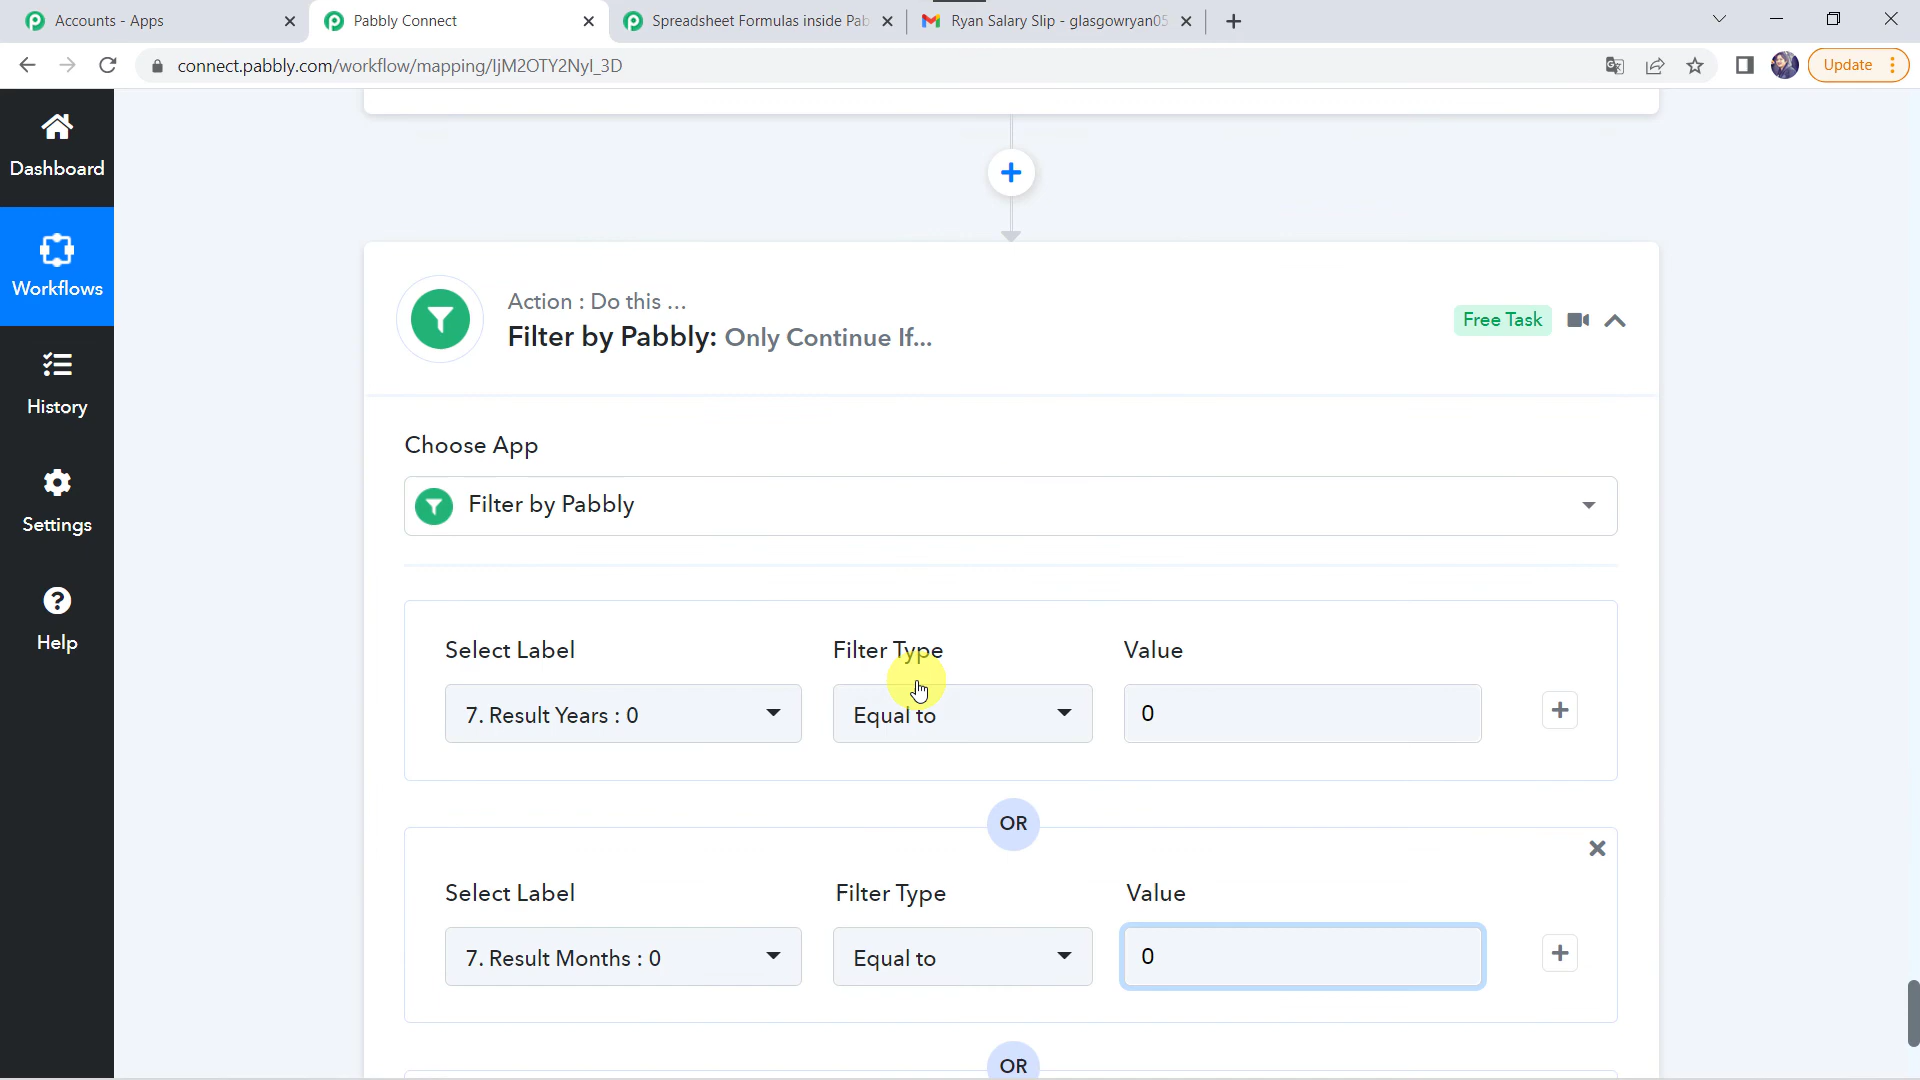 Accounts - Apps
Pabbly Connect
Spreadsheet Formulas inside Pab
Ryan Salary Slip - glasgowryan05
connect.pabbly.com/workflow/mapping/IjM2OTY2NyI_3D
Update
Dashboard
Workflows
History
Settings
Help
Action : Do this ...
Filter by Pabbly: Only Continue If...
Free Task
Choose App
Filter by Pabbly
Select Label
Filter Type
Value
7. Result Years : 0
Equal to
0
OR
Select Label
Filter Type
Value
7. Result Months : 0
Equal to
0
OR